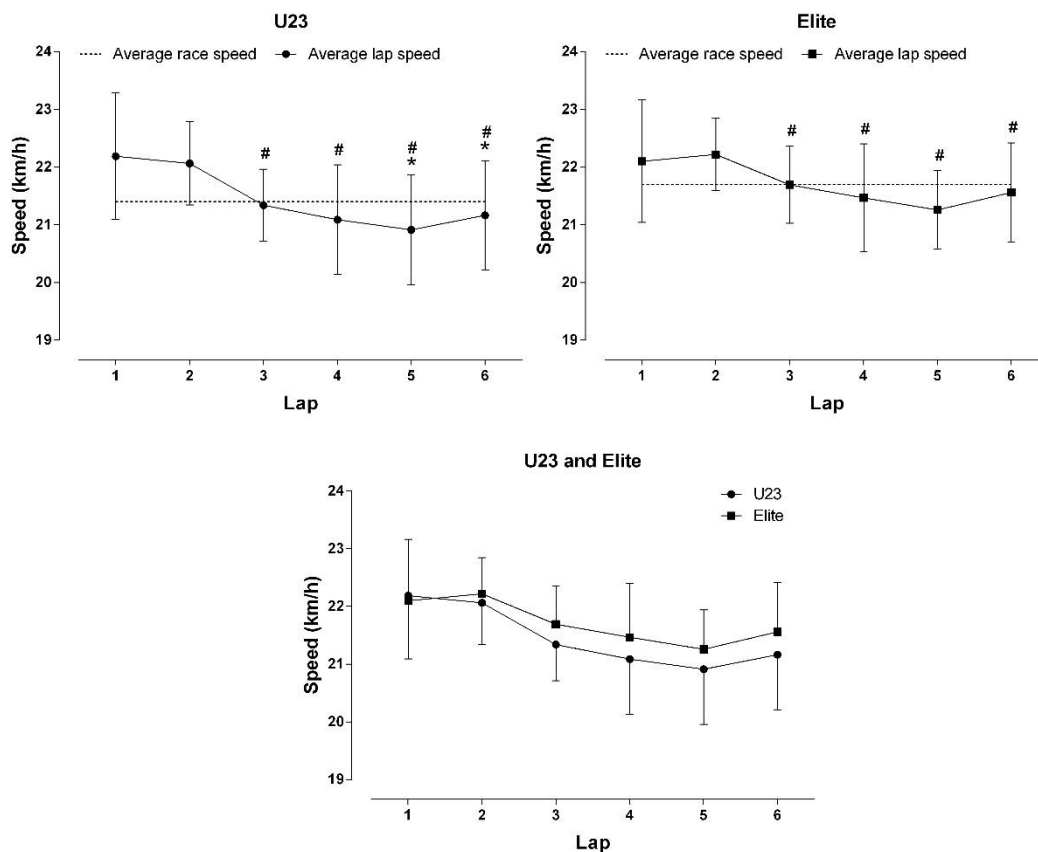 U23
Average race speed Average lap speed
24
23
22
21
20
19
Speed (km/h)
# # # #
* *
1 2 3 4 5 6
Lap
Elite
Average race speed Average lap speed
24
23
22
21
20
19
Speed (km/h)
# # # #
1 2 3 4 5 6
Lap
U23 and Elite
U23
Elite
24
23
22
21
20
19
Speed (km/h)
1 2 3 4 5 6
Lap